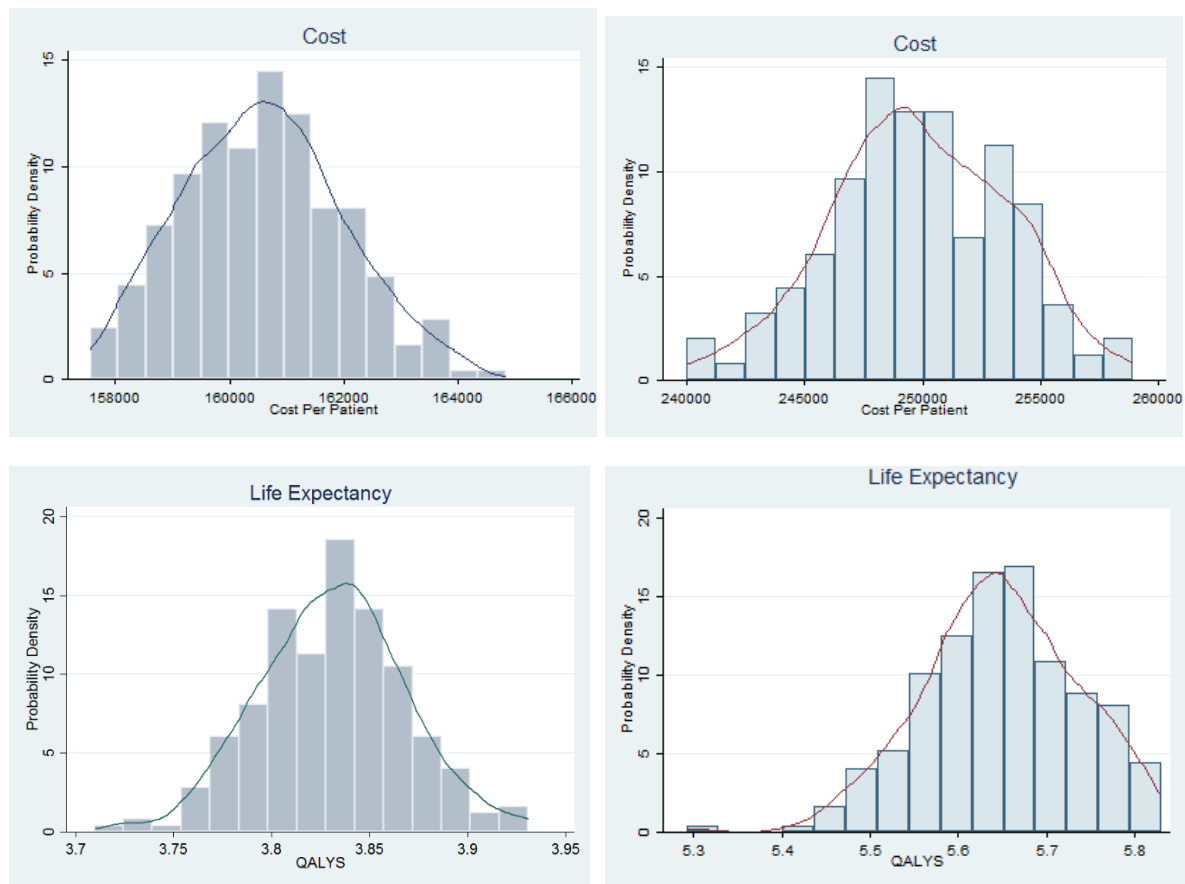 Cost
15
10
5
0
Probability Density
158000 160000 162000 164000 166000
Cost Per Patient
Cost
15
10
5
0
Probability Density
240000 245000 250000 255000 260000
Cost Per Patient
Life Expectancy
20
15
10
5
0
Probability Density
3.7 3.75 3.8 3.85 3.9 3.95
QALYS
Life Expectancy
20
15
10
5
0
Probability Density
5.3 5.4 5.5 5.6 5.7 5.8
QALYS